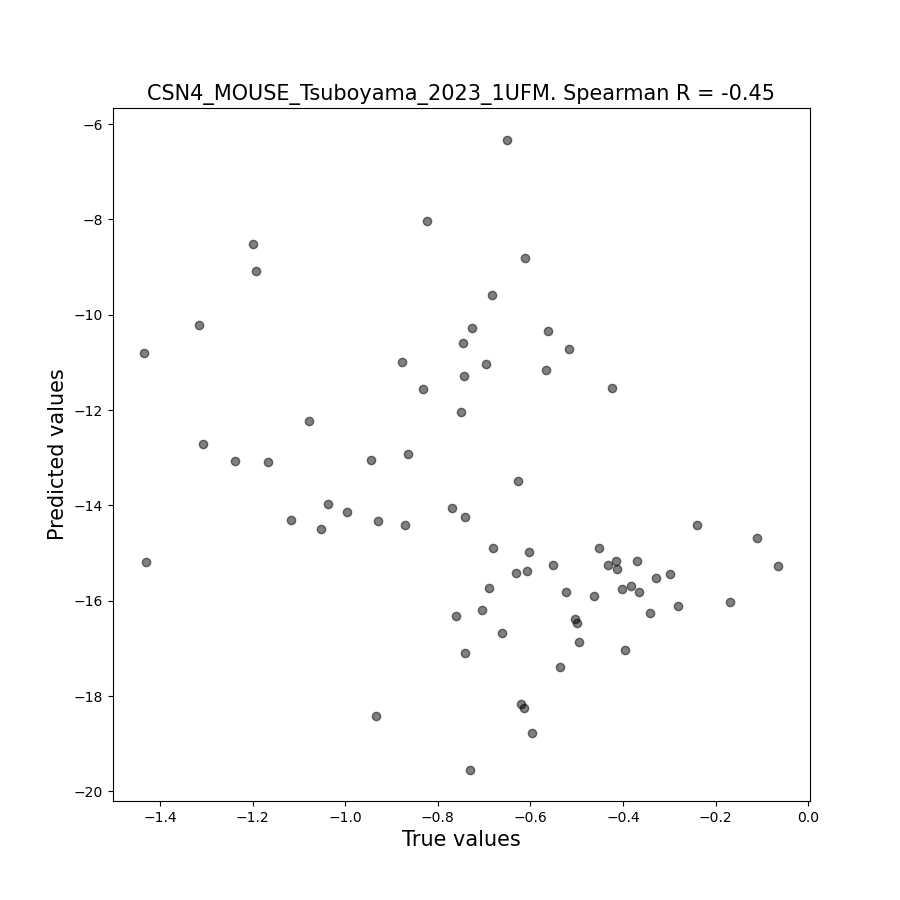 CSN4_MOUSE_Tsuboyama_2023_1UFM. Spearman R = -0.45
−6
−8
−10
−12
−14
−16
−18
−20
Predicted values
−1.4 −1.2 −1.0 −0.8 −0.6 −0.4 −0.2 0.0
True values